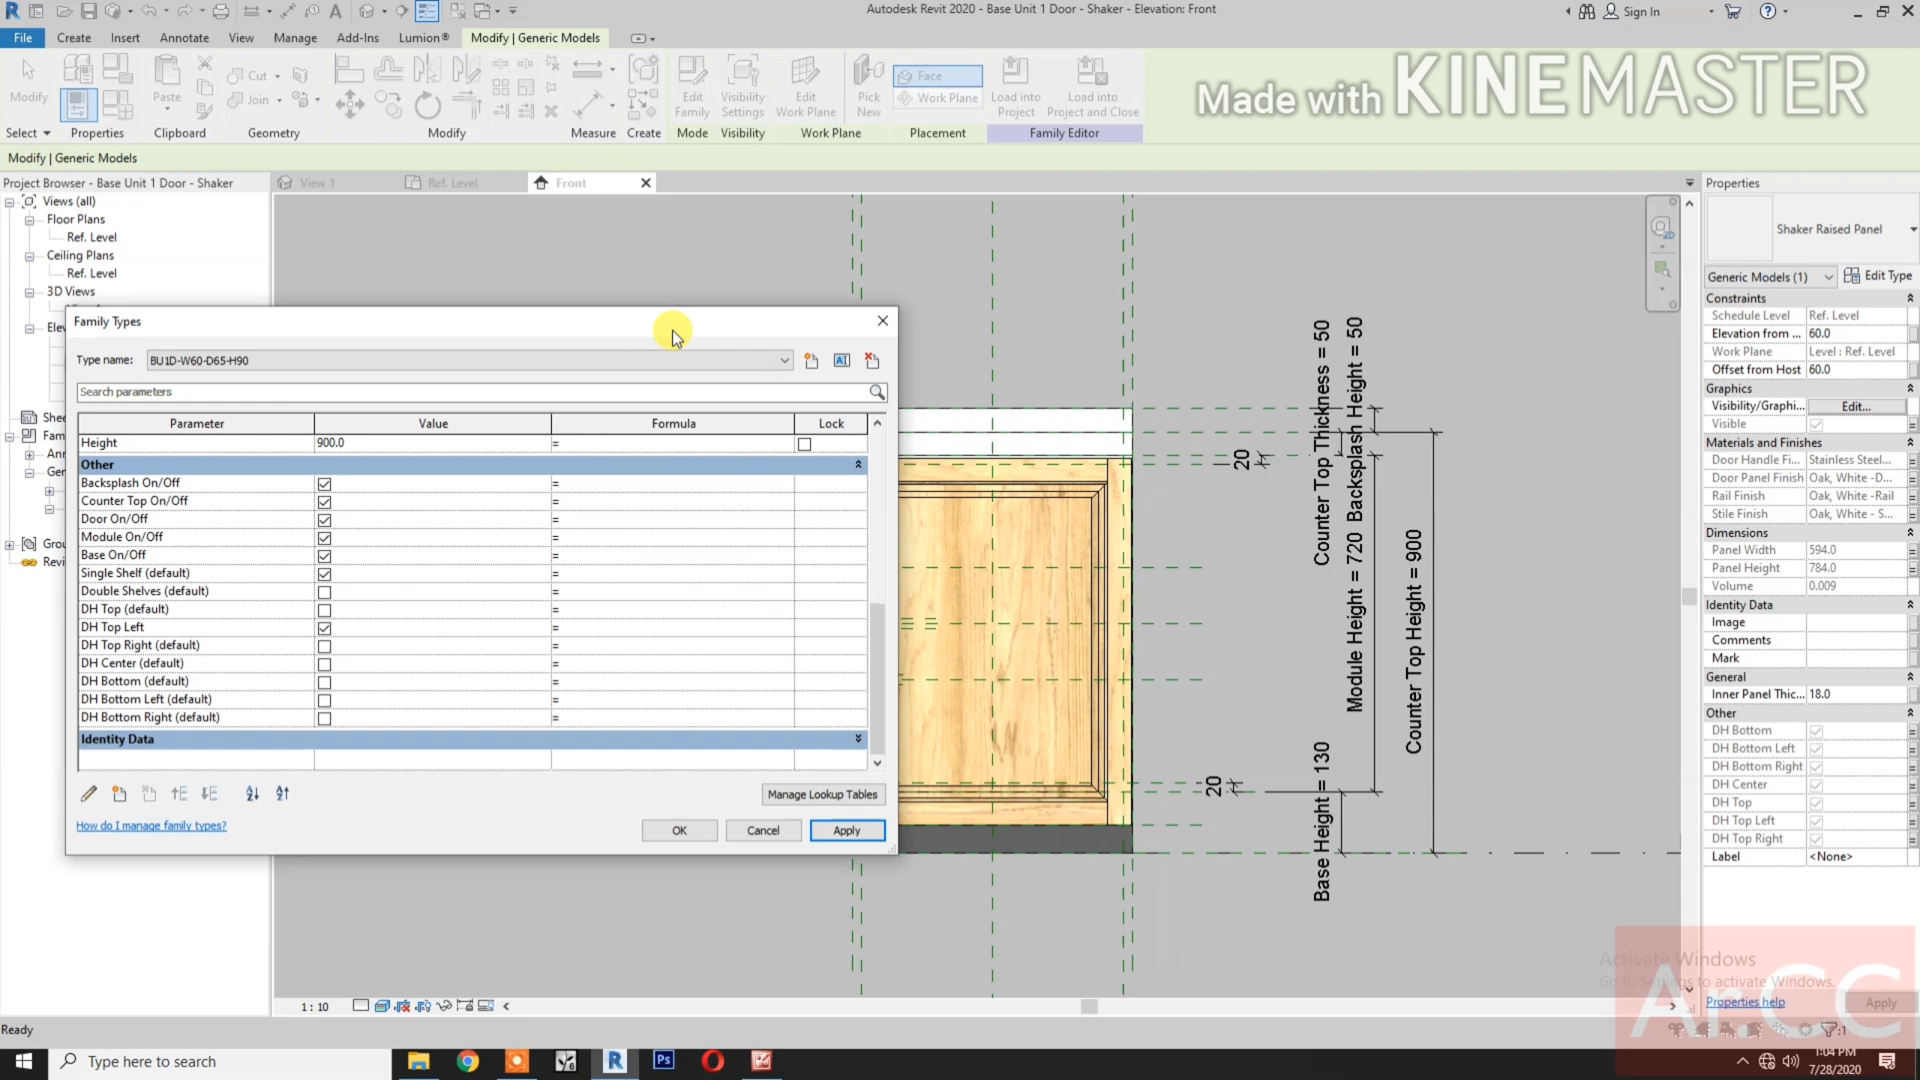 Autodesk Revit 2020 - Base Unit 1 Door - Shaker - Elevation: Front
Sign In
File Create Insert Annotate View Manage Add-Ins Lumion® Modify | Generic Models
Modify
Paste
Cut
Join
Edit Family
Visibility Settings
Edit Work Plane
Pick New
Face
Work Plane
Load into Project
Load into Project and Close
Made with KINEMASTER
Select Properties Clipboard Geometry Modify Measure Create Mode Visibility Work Plane Placement Family Editor
Modify | Generic Models
Project Browser - Base Unit 1 Door - Shaker
View 1
Ref. Level
Front
Properties
Views (all)
Floor Plans
Ref. Level
Ceiling Plans
Ref. Level
3D Views
Ele
Shee
Fam
Ann
Ger
Grou
Revi
Family Types
Type name: BU1D-W60-D65-H90
Search parameters
Parameter Value Formula Lock
Height 900.0 =
Other
Backsplash On/Off =
Counter Top On/Off =
Door On/Off =
Module On/Off =
Base On/Off =
Single Shelf (default) =
Double Shelves (default) =
DH Top (default) =
DH Top Left =
DH Top Right (default) =
DH Center (default) =
DH Bottom (default) =
DH Bottom Left (default) =
DH Bottom Right (default) =
Identity Data
Manage Lookup Tables
How do I manage family types?
OK Cancel Apply
Counter Top Thickness = 50
Backsplash Height = 50
20
Module Height = 720
Counter Top Height = 900
20
Base Height = 130
Shaker Raised Panel
Generic Models (1) Edit Type
Constraints
Schedule Level Ref. Level
Elevation from ... 60.0
Work Plane Level : Ref. Level
Offset from Host 60.0
Graphics
Visibility/Graphi... Edit...
Visible
Materials and Finishes
Door Handle Fi... Stainless Steel...
Door Panel Finish Oak, White -D...
Rail Finish Oak, White -Rail
Stile Finish Oak, White - S...
Dimensions
Panel Width 594.0
Panel Height 784.0
Volume 0.009
Identity Data
Image
Comments
Mark
General
Inner Panel Thic... 18.0
Other
DH Bottom
DH Bottom Left
DH Bottom Right
DH Center
DH Top
DH Top Left
DH Top Right
Label <None>
Activate Windows
Go to Settings to activate Windows.
ArCC
Properties help Apply
1 : 10
Ready
:1
Type here to search
1:04 PM
7/28/2020